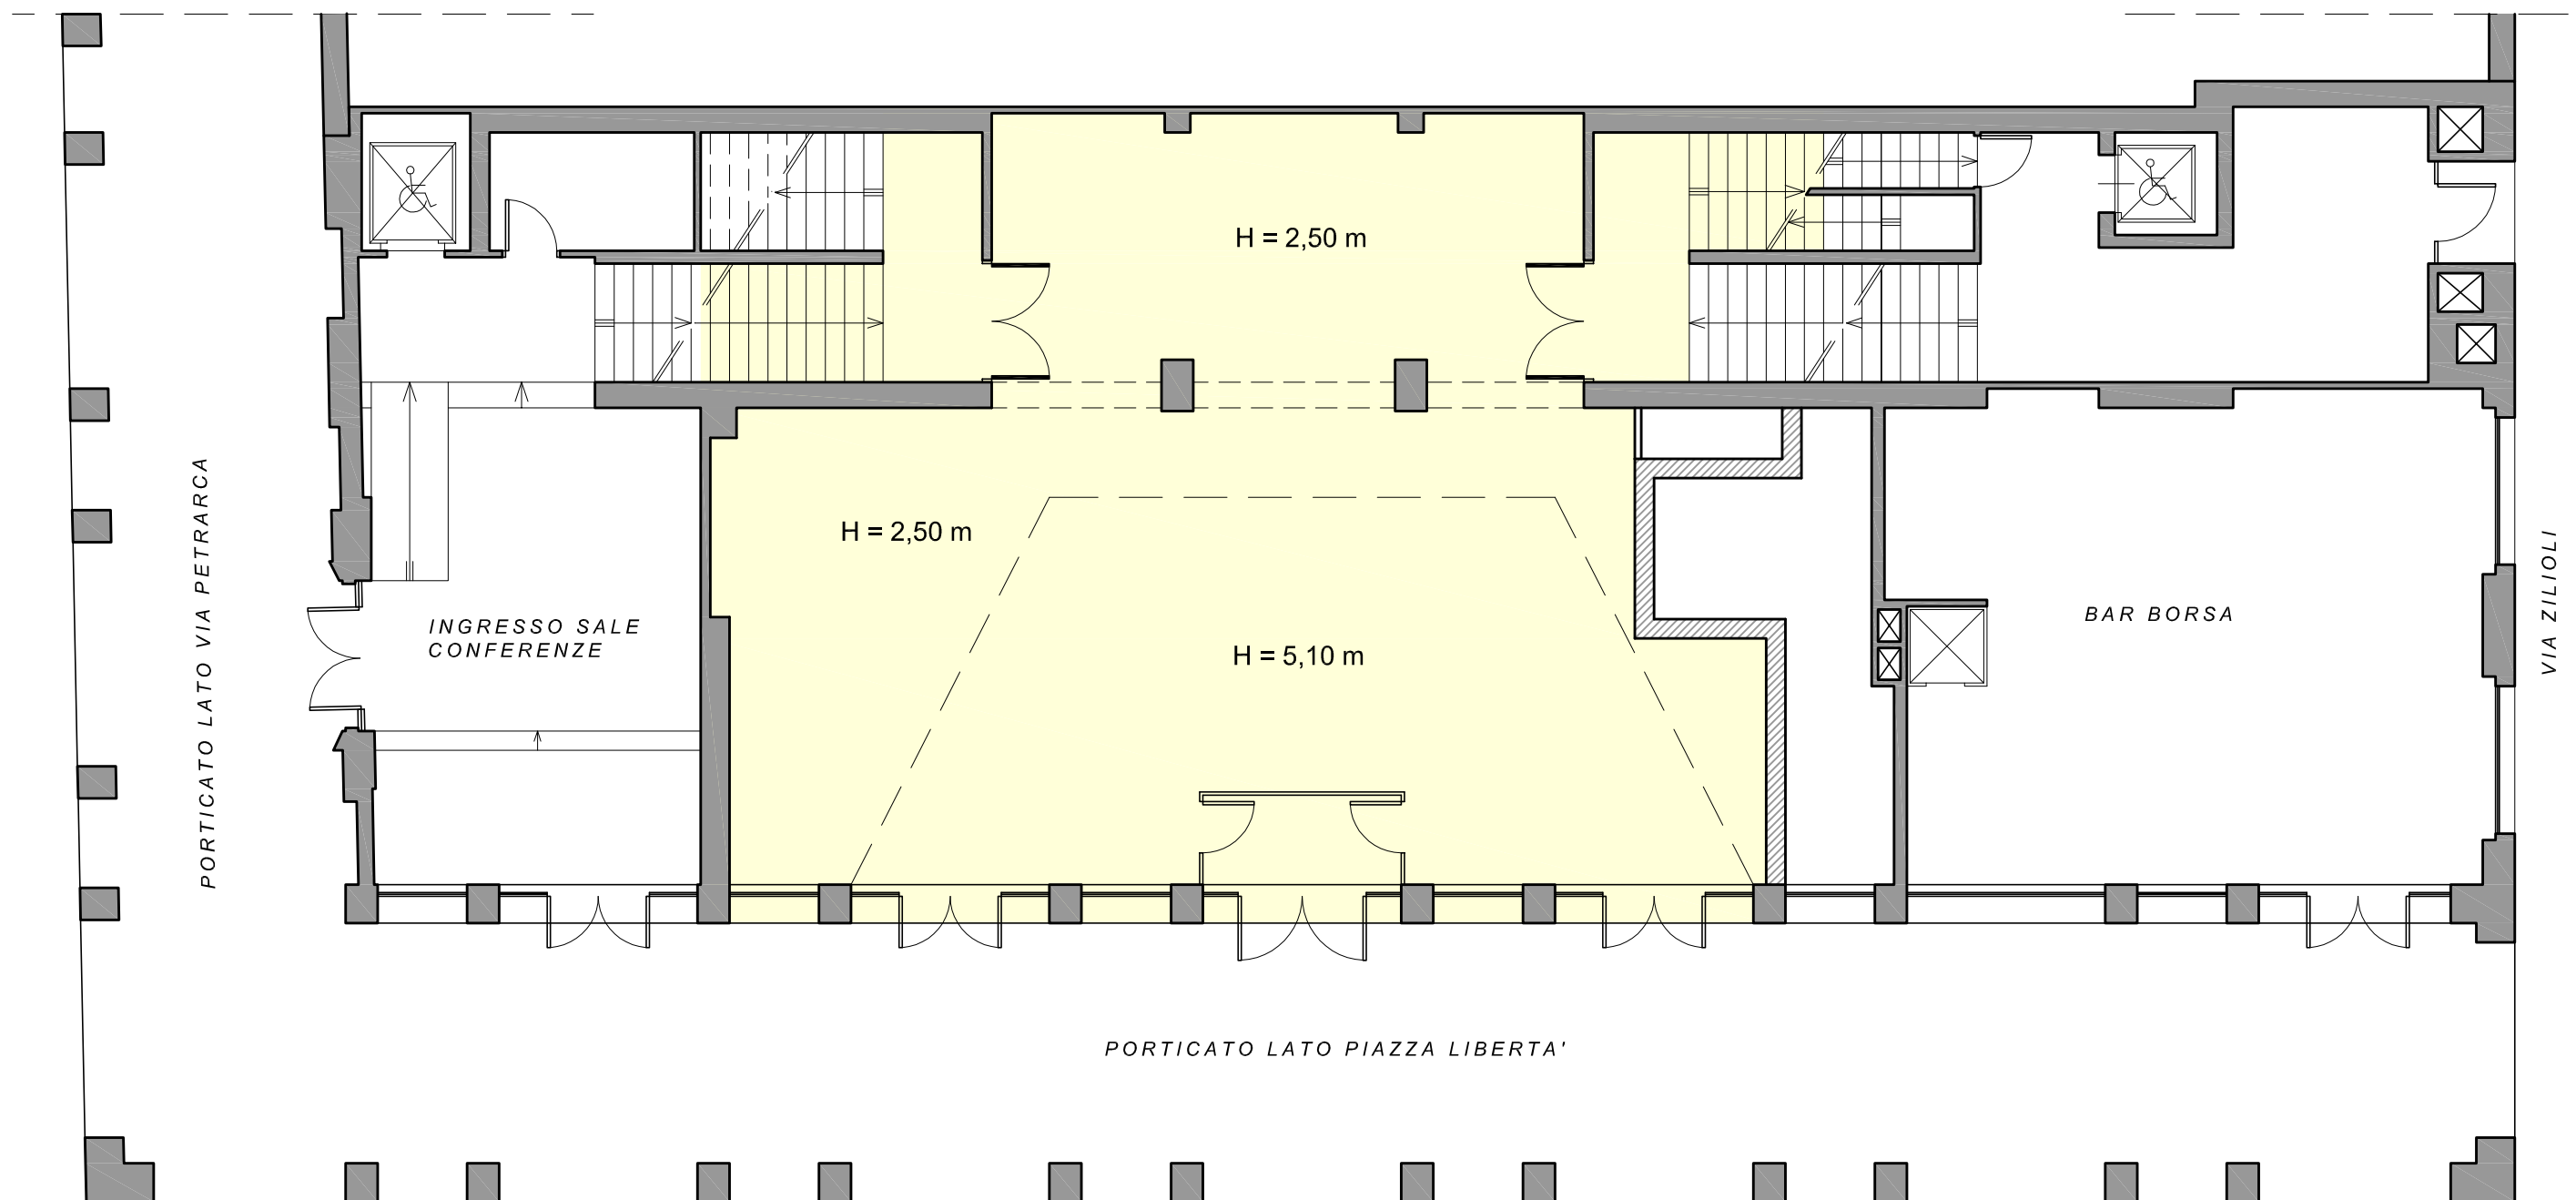 H = 2,50 m
H = 2,50 m
H = 5,10 m
INGRESSO SALE
CONFERENZE
BAR BORSA
PORTICATO LATO VIA PETRARCA
VIA ZILIOLI
PORTICATO LATO PIAZZA LIBERTA'